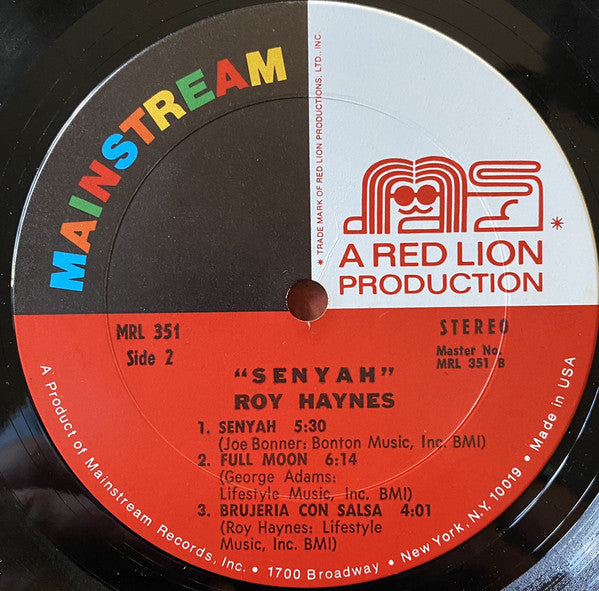 MAINSTREAM
* TRADE MARK OF RED LION PRODUCTIONS, LTD., INC.
ms *
A RED LION
PRODUCTION
MRL 351
Side 2
STEREO
Master No.
MRL 351 B
"SENYAH"
ROY HAYNES
1. SENYAH 5:30
(Joe Bonner: Bonton Music, Inc. BMI)
2. FULL MOON 6:14
(George Adams:
Lifestyle Music, Inc. BMI)
3. BRUJERIA CON SALSA 4:01
(Roy Haynes: Lifestyle
Music, Inc. BMI)
A Product of Mainstream Records, Inc. • 1700 Broadway • New York, N.Y. 10019 • Made in USA